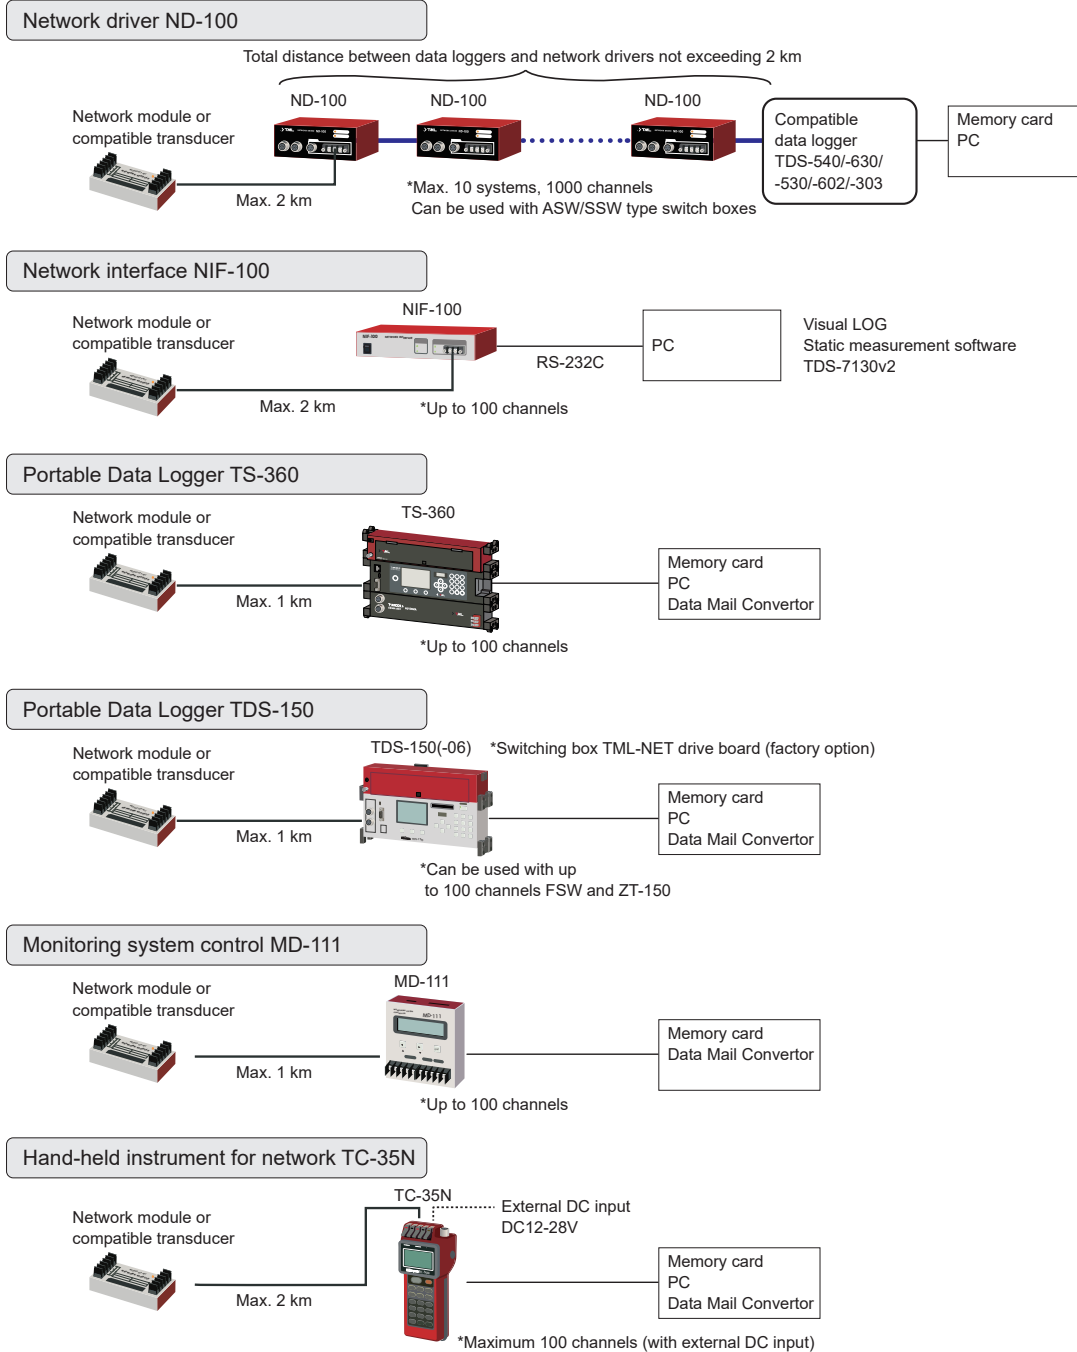 Network driver ND-100
Total distance between data loggers and network drivers not exceeding 2 km
ND-100
ND-100
ND-100
Network module or
compatible transducer
Max. 2 km
*Max. 10 systems, 1000 channels
Can be used with ASW/SSW type switch boxes
Compatible
data logger
TDS-540/-630/
-530/-602/-303
Memory card
PC
Network interface NIF-100
Network module or
compatible transducer
Max. 2 km
NIF-100
NIF-100
*Up to 100 channels
RS-232C
PC
Visual LOG
Static measurement software
TDS-7130v2
Portable Data Logger TS-360
Network module or
compatible transducer
Max. 1 km
TS-360
*Up to 100 channels
Memory card
PC
Data Mail Convertor
Portable Data Logger TDS-150
Network module or
compatible transducer
Max. 1 km
TDS-150(-06)
*Switching box TML-NET drive board (factory option)
*Can be used with up
to 100 channels FSW and ZT-150
Memory card
PC
Data Mail Convertor
Monitoring system control MD-111
Network module or
compatible transducer
Max. 1 km
MD-111
MD-111
*Up to 100 channels
Memory card
Data Mail Convertor
Hand-held instrument for network TC-35N
Network module or
compatible transducer
Max. 2 km
TC-35N
External DC input
DC12-28V
*Maximum 100 channels (with external DC input)
Memory card
PC
Data Mail Convertor